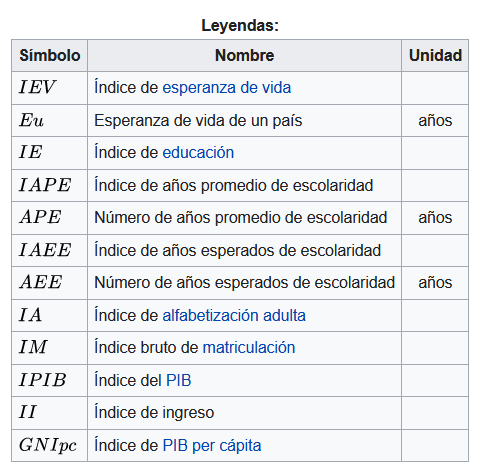 Leyendas:
Símbolo Nombre Unidad
IEV Índice de esperanza de vida
Eu Esperanza de vida de un país años
IE Índice de educación
IAPE Índice de años promedio de escolaridad
APE Número de años promedio de escolaridad años
IAEE Índice de años esperados de escolaridad
AEE Número de años esperados de escolaridad años
IA Índice de alfabetización adulta
IM Índice bruto de matriculación
IPIB Índice del PIB
II Índice de ingreso
GNIpc Índice de PIB per cápita